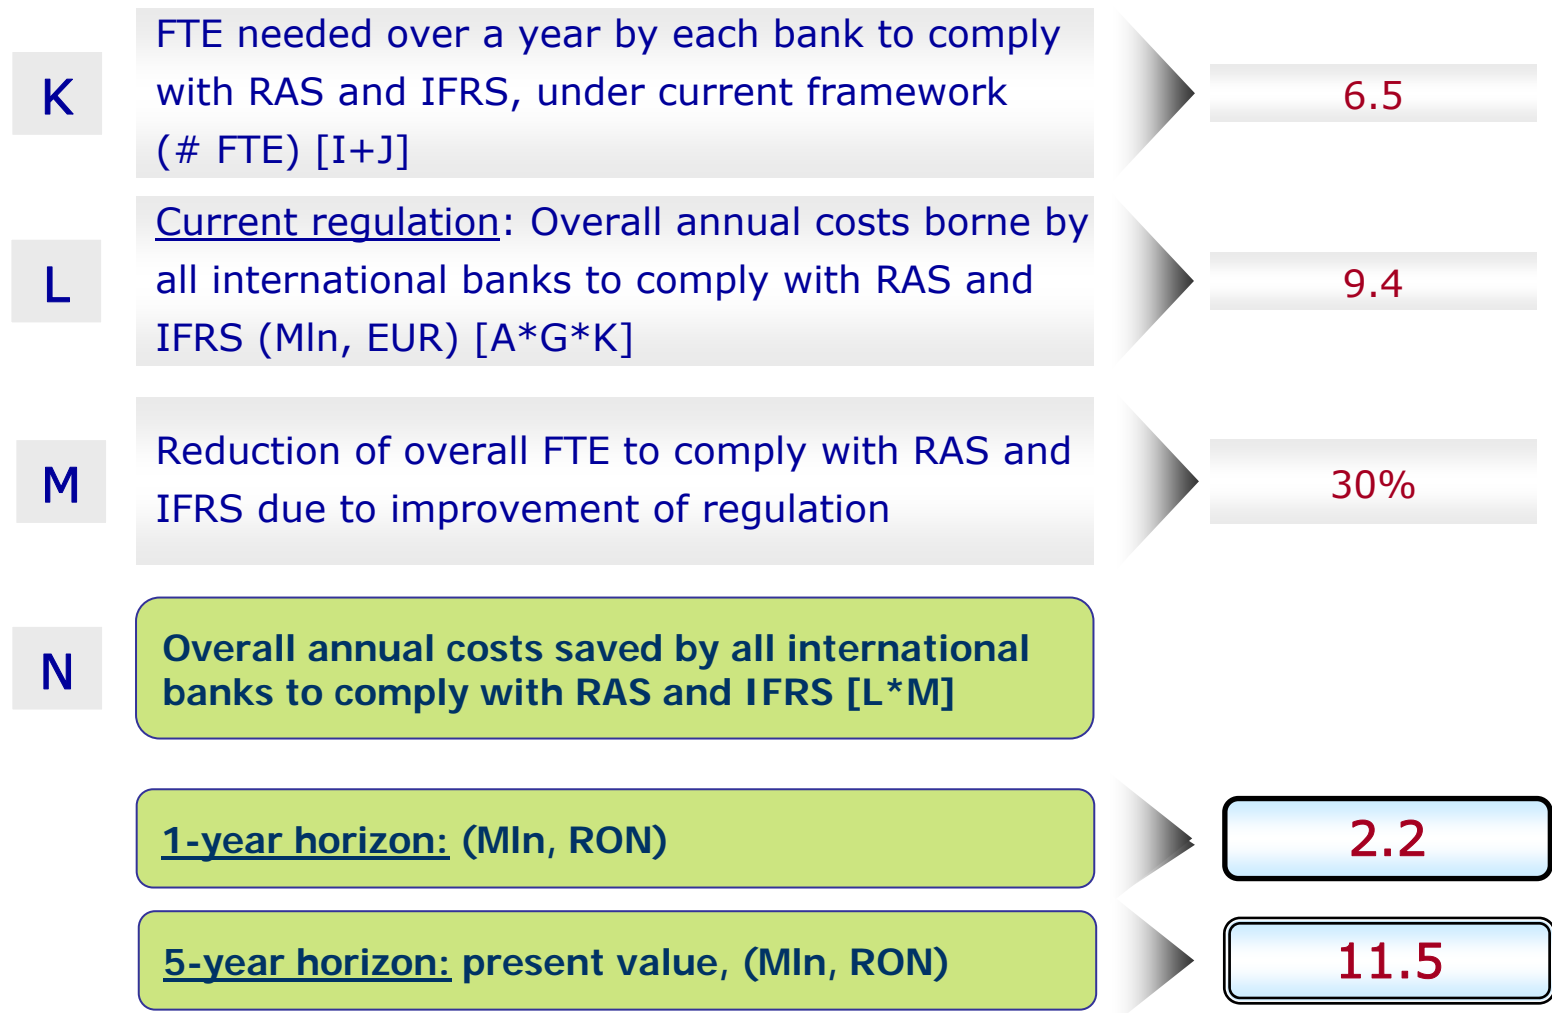 K
FTE needed over a year by each bank to comply
with RAS and IFRS, under current framework
(# FTE) [I+J]
6.5
L
Current regulation: Overall annual costs borne by
all international banks to comply with RAS and
IFRS (Mln, EUR) [A*G*K]
9.4
M
Reduction of overall FTE to comply with RAS and
IFRS due to improvement of regulation
30%
N
Overall annual costs saved by all international
banks to comply with RAS and IFRS [L*M]
1-year horizon: (Mln, RON)
2.2
5-year horizon: present value, (Mln, RON)
11.5